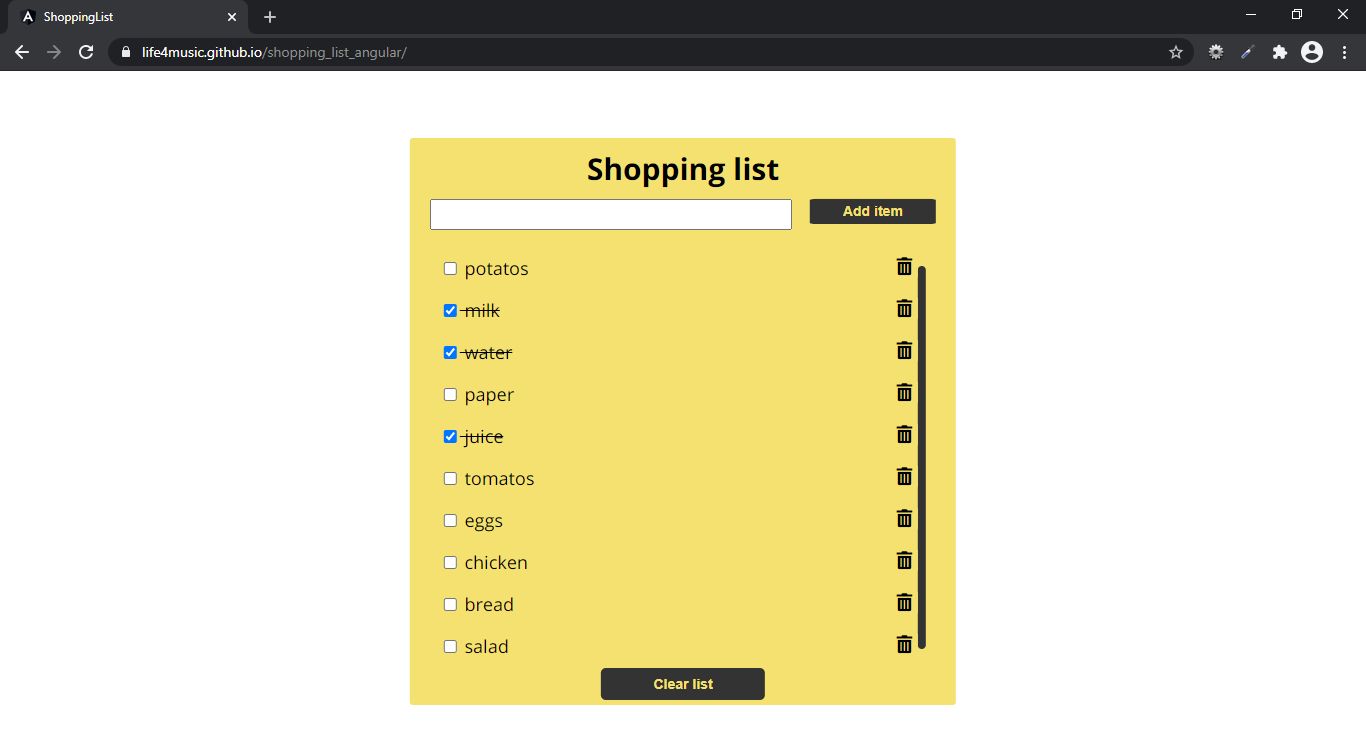 ShoppingList
life4music.github.io/shopping_list_angular/
Shopping list
Add item
potatos
milk
water
paper
juice
tomatos
eggs
chicken
bread
salad
Clear list